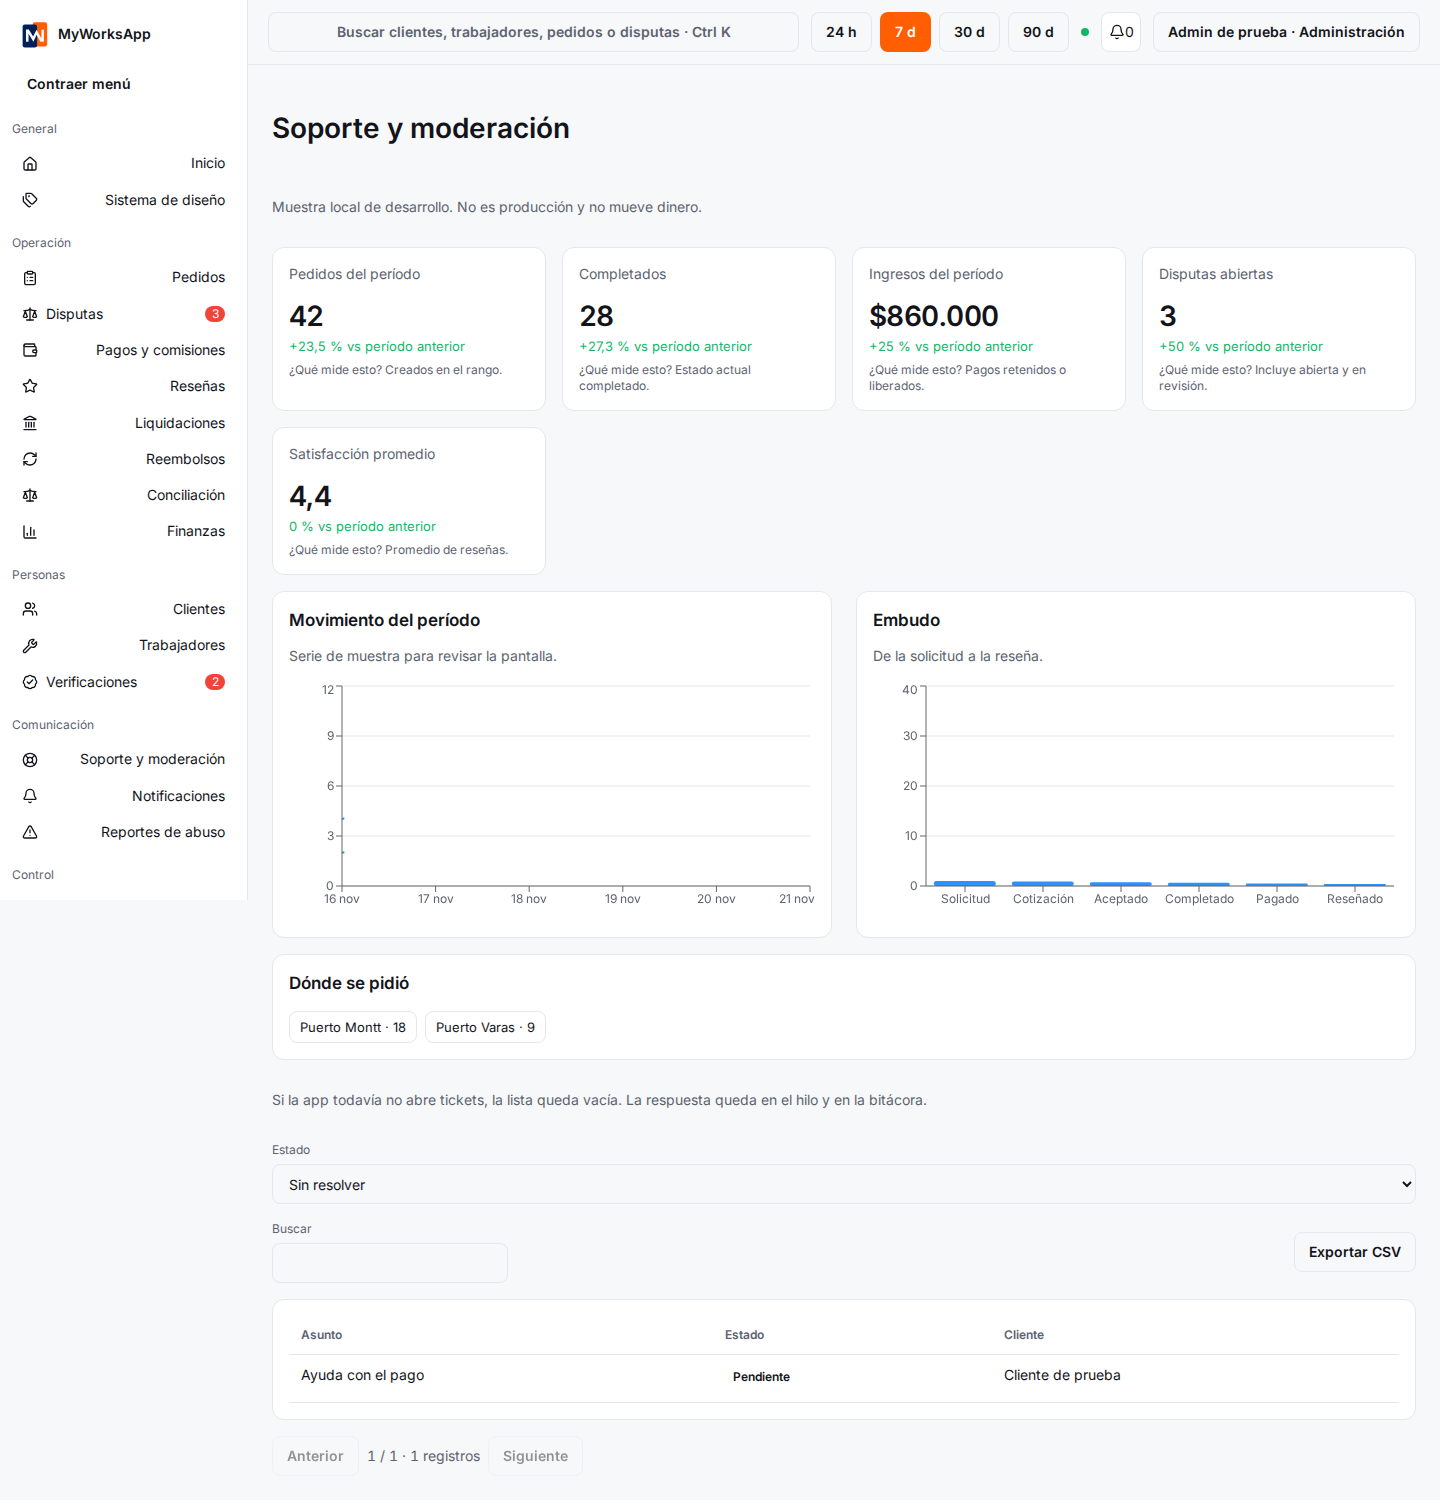 MyWorksApp
Contraer menú
General
Inicio
Sistema de diseño
Operación
Pedidos
Disputas 3
Pagos y comisiones
Reseñas
Liquidaciones
Reembolsos
Conciliación
Finanzas
Personas
Clientes
Trabajadores
Verificaciones 2
Comunicación
Soporte y moderación
Notificaciones
Reportes de abuso
Control
Buscar clientes, trabajadores, pedidos o disputas · Ctrl K
24 h
7 d
30 d
90 d
0
Admin de prueba · Administración
Soporte y moderación
Muestra local de desarrollo. No es producción y no mueve dinero.
Pedidos del período
42
+23,5 % vs período anterior
¿Qué mide esto? Creados en el rango.
Completados
28
+27,3 % vs período anterior
¿Qué mide esto? Estado actual
completado.
Ingresos del período
$860.000
+25 % vs período anterior
¿Qué mide esto? Pagos retenidos o
liberados.
Disputas abiertas
3
+50 % vs período anterior
¿Qué mide esto? Incluye abierta y en
revisión.
Satisfacción promedio
4,4
0 % vs período anterior
¿Qué mide esto? Promedio de reseñas.
Movimiento del período
Serie de muestra para revisar la pantalla.
12
9
6
3
0
16 nov 17 nov 18 nov 19 nov 20 nov 21 nov
Embudo
De la solicitud a la reseña.
40
30
20
10
0
Solicitud Cotización Aceptado Completado Pagado Reseñado
Dónde se pidió
Puerto Montt · 18
Puerto Varas · 9
Si la app todavía no abre tickets, la lista queda vacía. La respuesta queda en el hilo y en la bitácora.
Estado
Sin resolver
Buscar
Exportar CSV
Asunto Estado Cliente
Ayuda con el pago Pendiente Cliente de prueba
Anterior 1 / 1 · 1 registros Siguiente